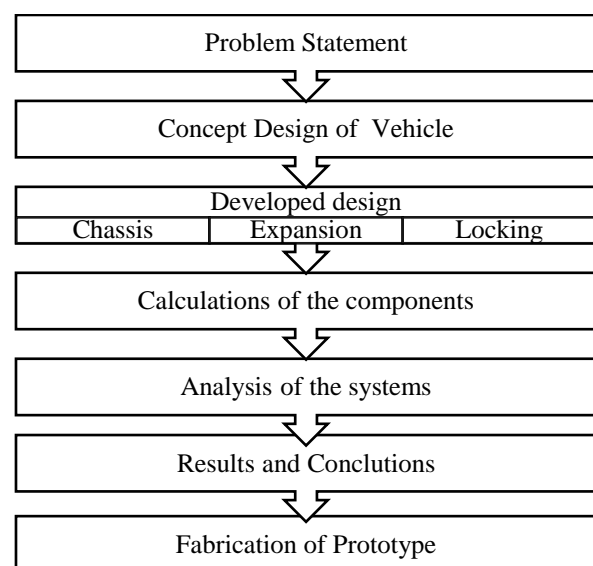 Problem Statement
Concept Design of Vehicle
Developed design
Chassis Expansion Locking
Calculations of the components
Analysis of the systems
Results and Conclutions
Fabrication of Prototype